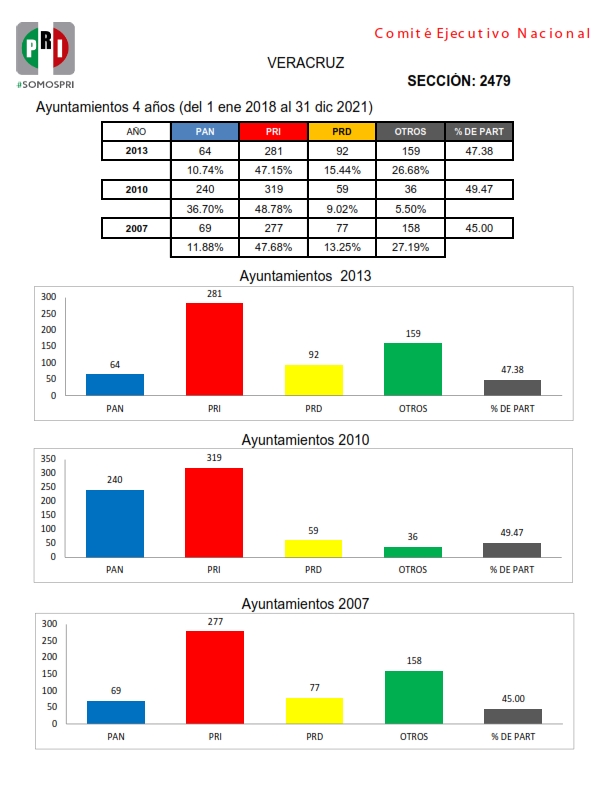 Comité Ejecutivo Nacional
PRI
#SOMOSPRI
VERACRUZ
SECCIÓN: 2479
Ayuntamientos 4 años (del 1 ene 2018 al 31 dic 2021)
AÑO PAN PRI PRD OTROS % DE PART
2013 64 281 92 159 47.38
10.74% 47.15% 15.44% 26.68%
2010 240 319 59 36 49.47
36.70% 48.78% 9.02% 5.50%
2007 69 277 77 158 45.00
11.88% 47.68% 13.25% 27.19%
Ayuntamientos 2013
300
250
200
150
100
50
0
64 281 92 159 47.38
PAN PRI PRD OTROS % DE PART
Ayuntamientos 2010
350
300
250
200
150
100
50
0
240 319 59 36 49.47
PAN PRI PRD OTROS % DE PART
Ayuntamientos 2007
300
250
200
150
100
50
0
69 277 77 158 45.00
PAN PRI PRD OTROS % DE PART